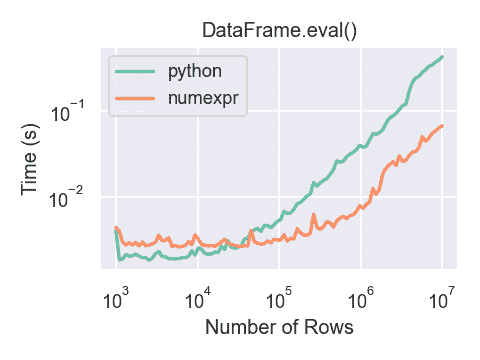 DataFrame.eval()
python
numexpr
Time (s)
10⁻¹
10⁻²
10³ 10⁴ 10⁵ 10⁶ 10⁷
Number of Rows